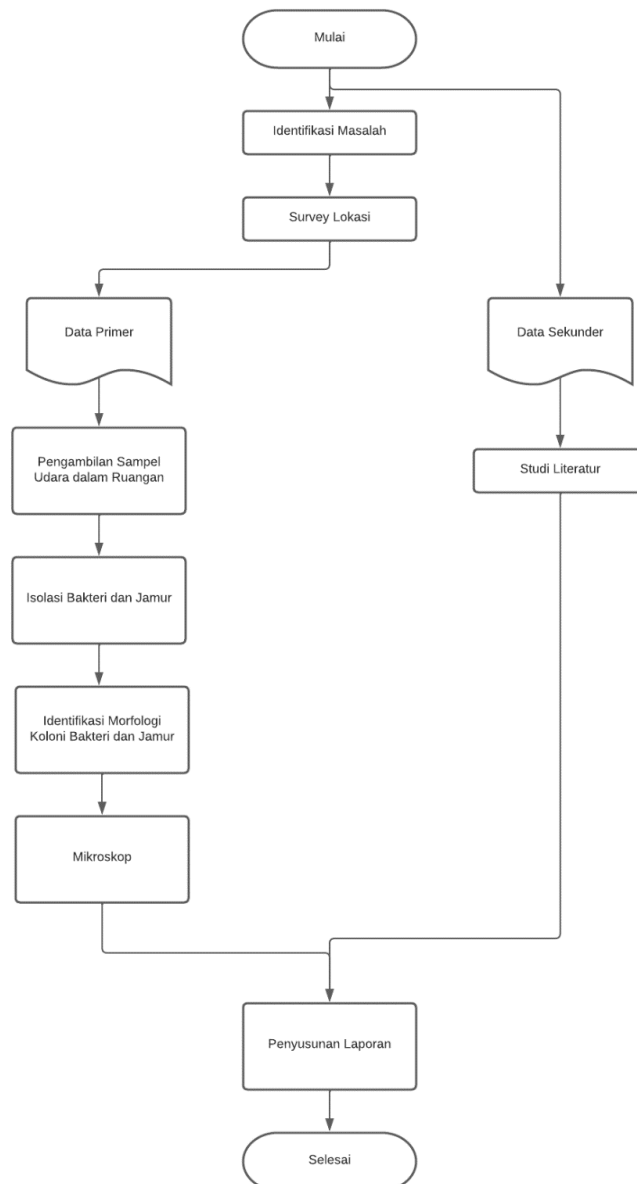 Mulai
Identifikasi Masalah
Survey Lokasi
Data Primer
Data Sekunder
Pengambilan Sampel
Udara dalam Ruangan
Studi Literatur
Isolasi Bakteri dan Jamur
Identifikasi Morfologi
Koloni Bakteri dan Jamur
Mikroskop
Penyusunan Laporan
Selesai